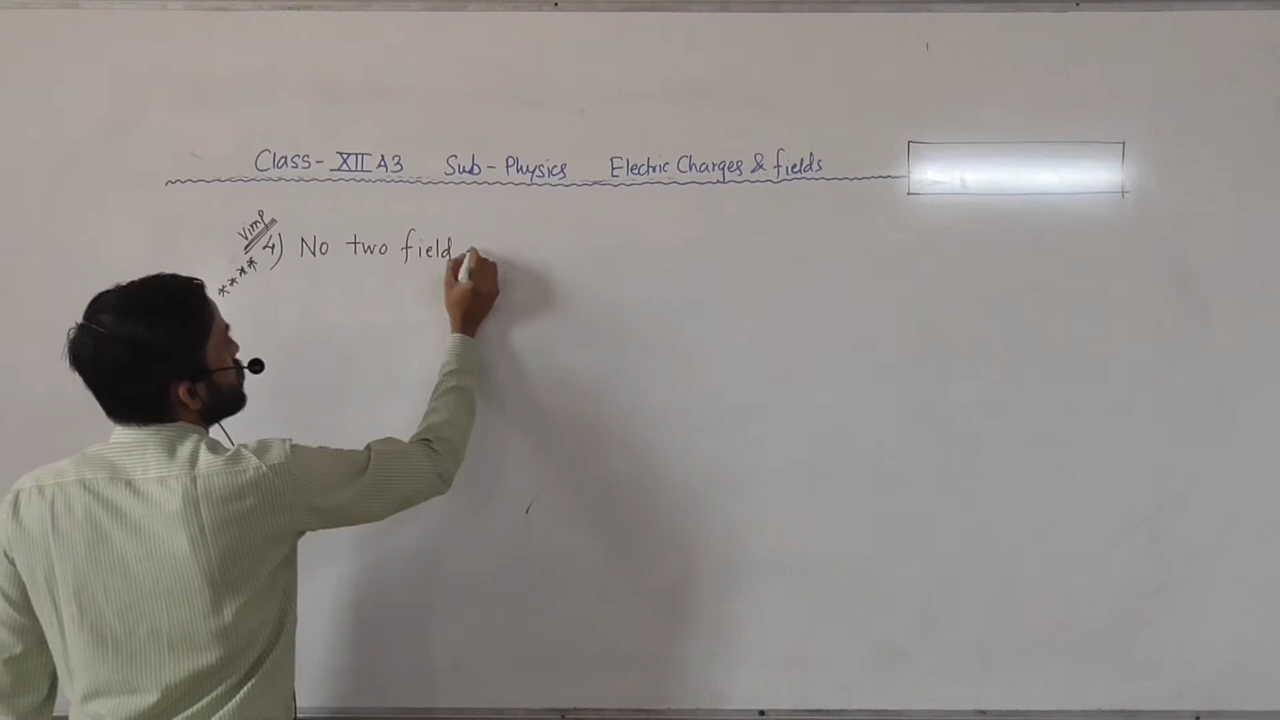 Class - XII A3 Sub - Physics Electric Charges & fields
Vimp
**** 4) No two field